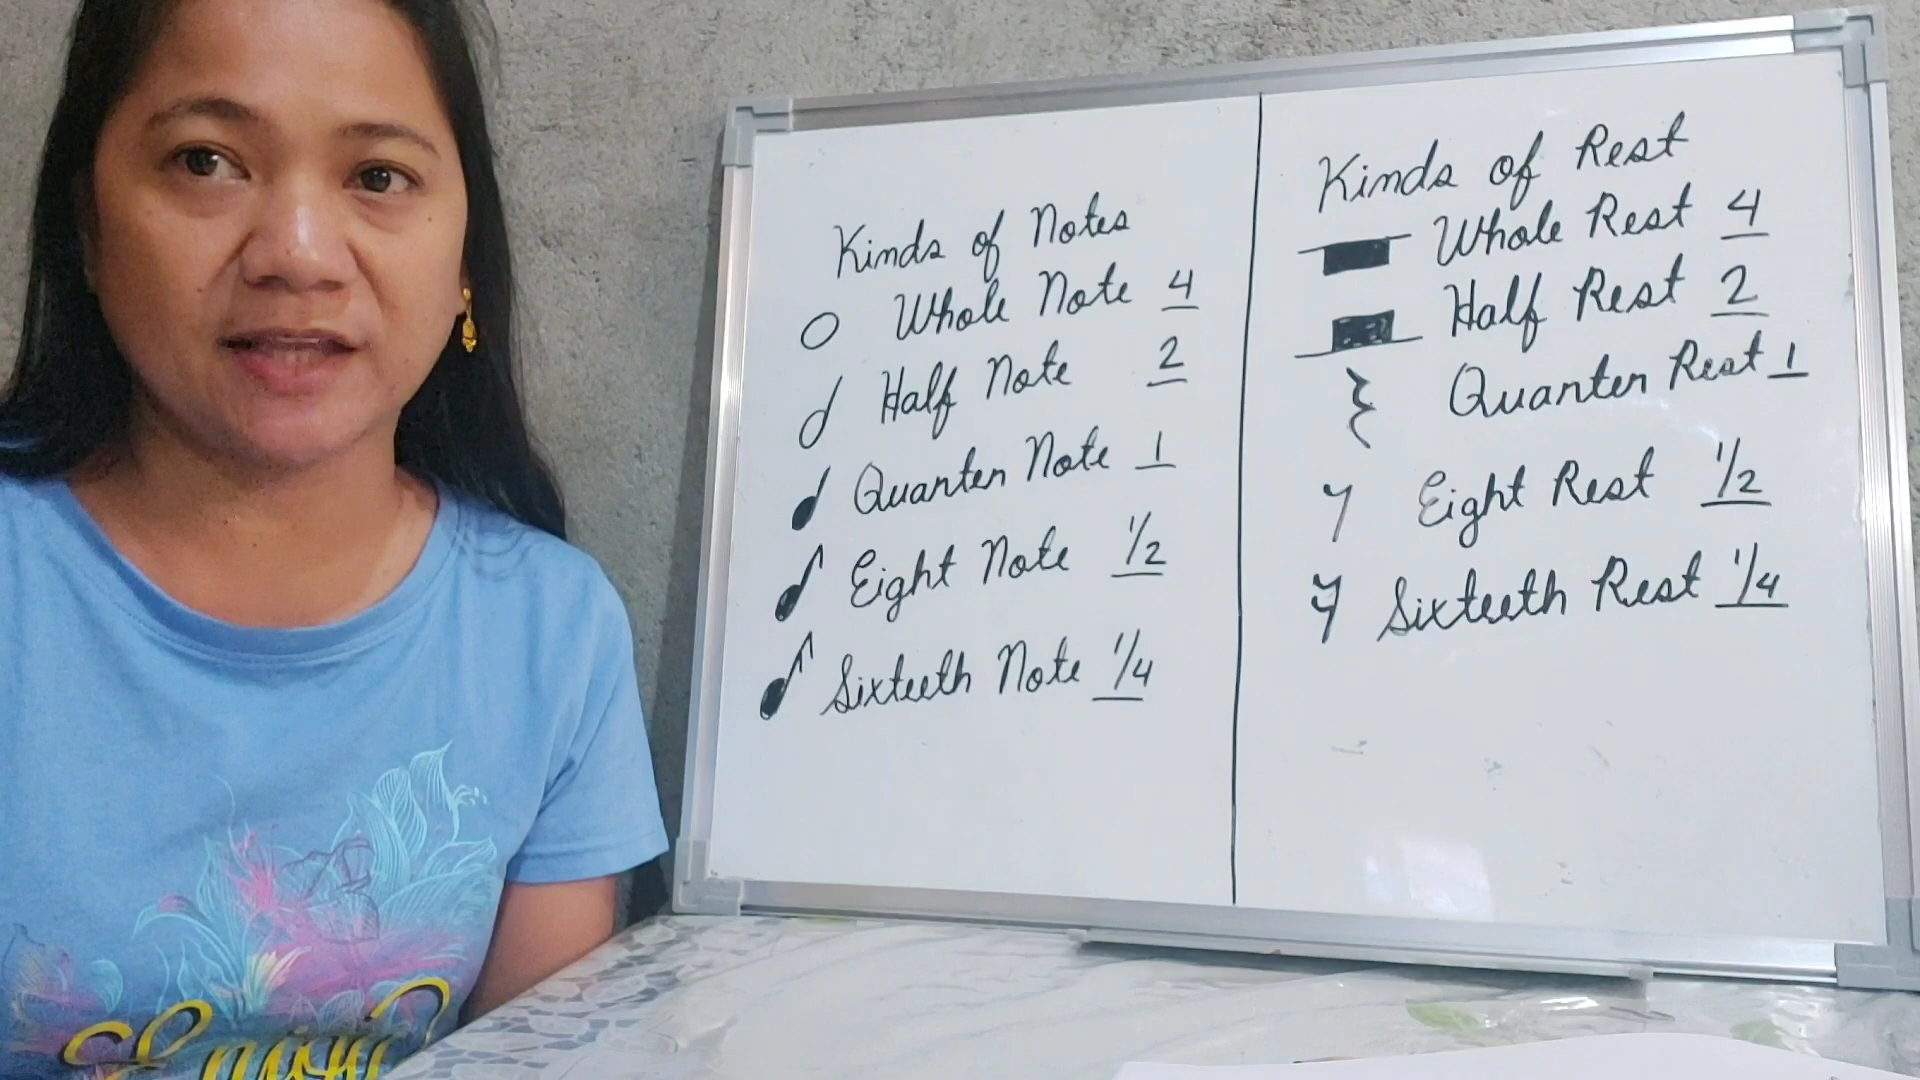 Kinds of Notes
Whole Note 4
Half Note 2
Quarter Note 1
Eight Note 1/2
Sixteeth Note 1/4
Kinds of Rest
Whole Rest 4
Half Rest 2
Quarter Rest 1
Eight Rest 1/2
Sixteeth Rest 1/4